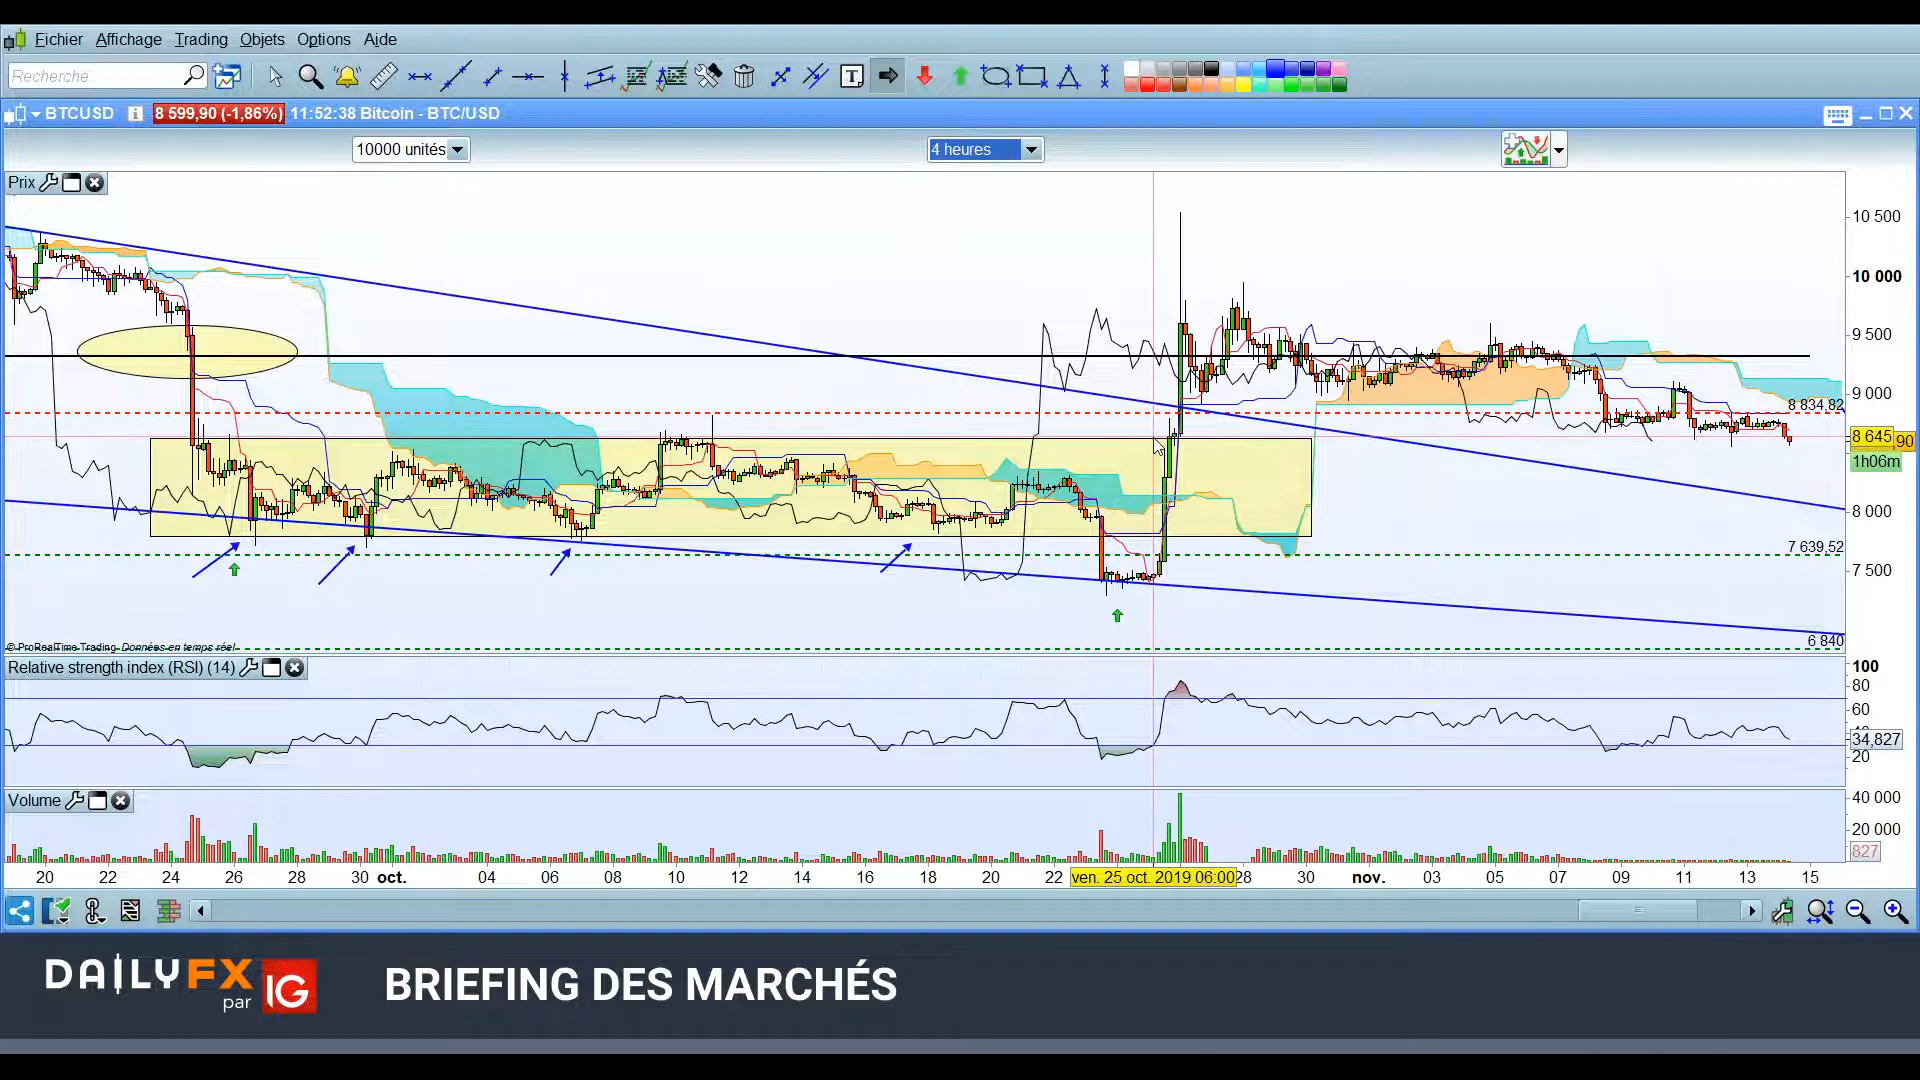 Fichier Affichage Trading Objets Options Aide
Recherche
T
BTCUSD i 8 599,90 (-1,86%) 11:52:38 Bitcoin - BTC/USD
10000 unités
4 heures
Prix
10 500
10 000
9 500
9 000
8 834,82
8 645
90
1h06m
8 000
7 639,52
7 500
6 840
© ProRealTime Trading Données en temps réel
Relative strength index (RSI) (14)
100
80
60
34,827
20
Volume
40 000
20 000
827
20 22 24 26 28 30 oct. 04 06 08 10 12 14 16 18 20 22 ven. 25 oct. 2019 06:00 28 30 nov. 03 05 07 09 11 13 15
DAILYFX
par IG
BRIEFING DES MARCHÉS